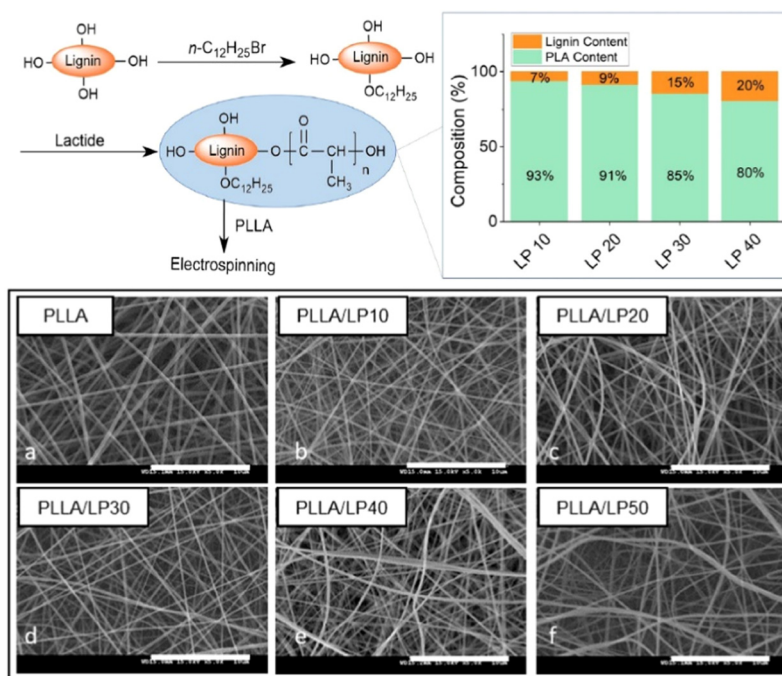 OH
HO
Lignin
OH
OH
n-C12H25Br
OH
HO
Lignin
OH
OC12H25
Lactide
OH
HO
Lignin
O
O
C
CH
OH
CH3
n
OC12H25
PLLA
Electrospinning
Lignin Content
PLA Content
Composition (%)
100
50
0
7%
9%
15%
20%
93%
91%
85%
80%
LP 10
LP 20
LP 30
LP 40
PLLA
a
PLLA/LP10
b
PLLA/LP20
c
PLLA/LP30
d
PLLA/LP40
e
PLLA/LP50
f